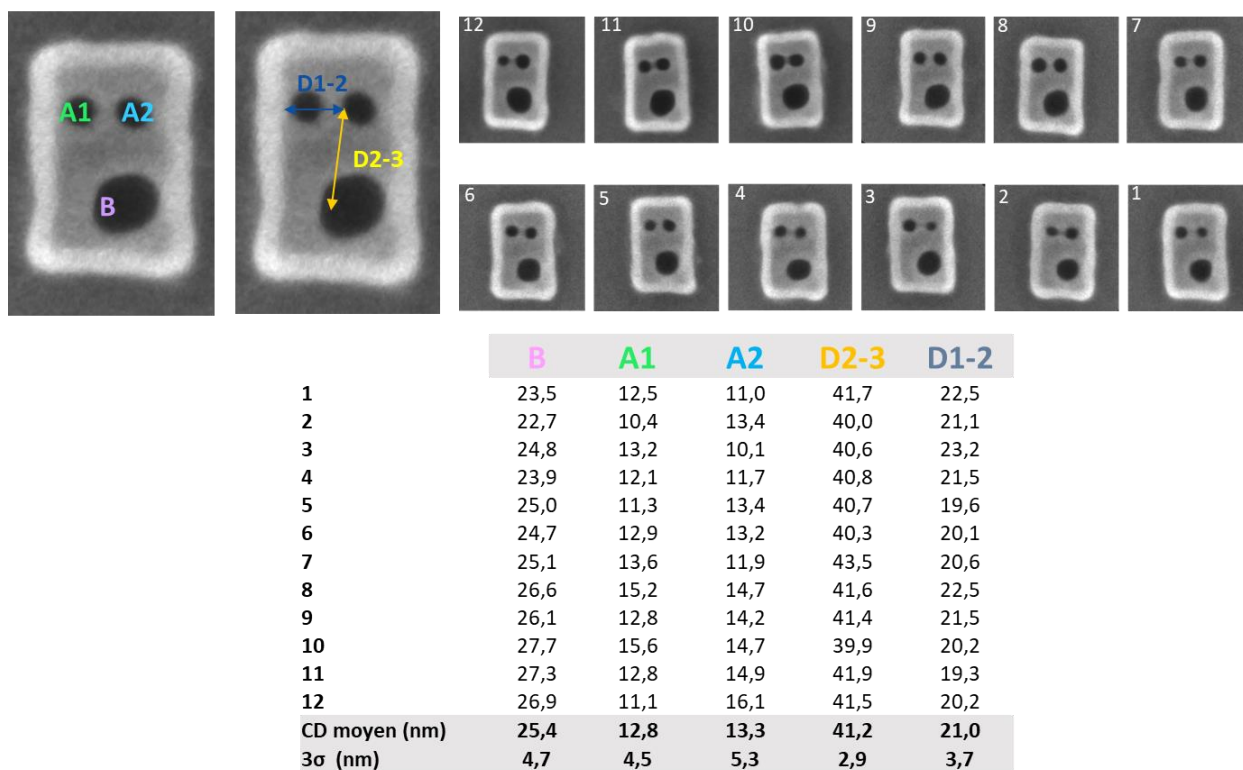 A1 A2
B
D1-2
D2-3
12 11 10 9 8 7
6 5 4 3 2 1
B A1 A2 D2-3 D1-2
1 23,5 12,5 11,0 41,7 22,5
2 22,7 10,4 13,4 40,0 21,1
3 24,8 13,2 10,1 40,6 23,2
4 23,9 12,1 11,7 40,8 21,5
5 25,0 11,3 13,4 40,7 19,6
6 24,7 12,9 13,2 40,3 20,1
7 25,1 13,6 11,9 43,5 20,6
8 26,6 15,2 14,7 41,6 22,5
9 26,1 12,8 14,2 41,4 21,5
10 27,7 15,6 14,7 39,9 20,2
11 27,3 12,8 14,9 41,9 19,3
12 26,9 11,1 16,1 41,5 20,2
CD moyen (nm) 25,4 12,8 13,3 41,2 21,0
3σ (nm) 4,7 4,5 5,3 2,9 3,7